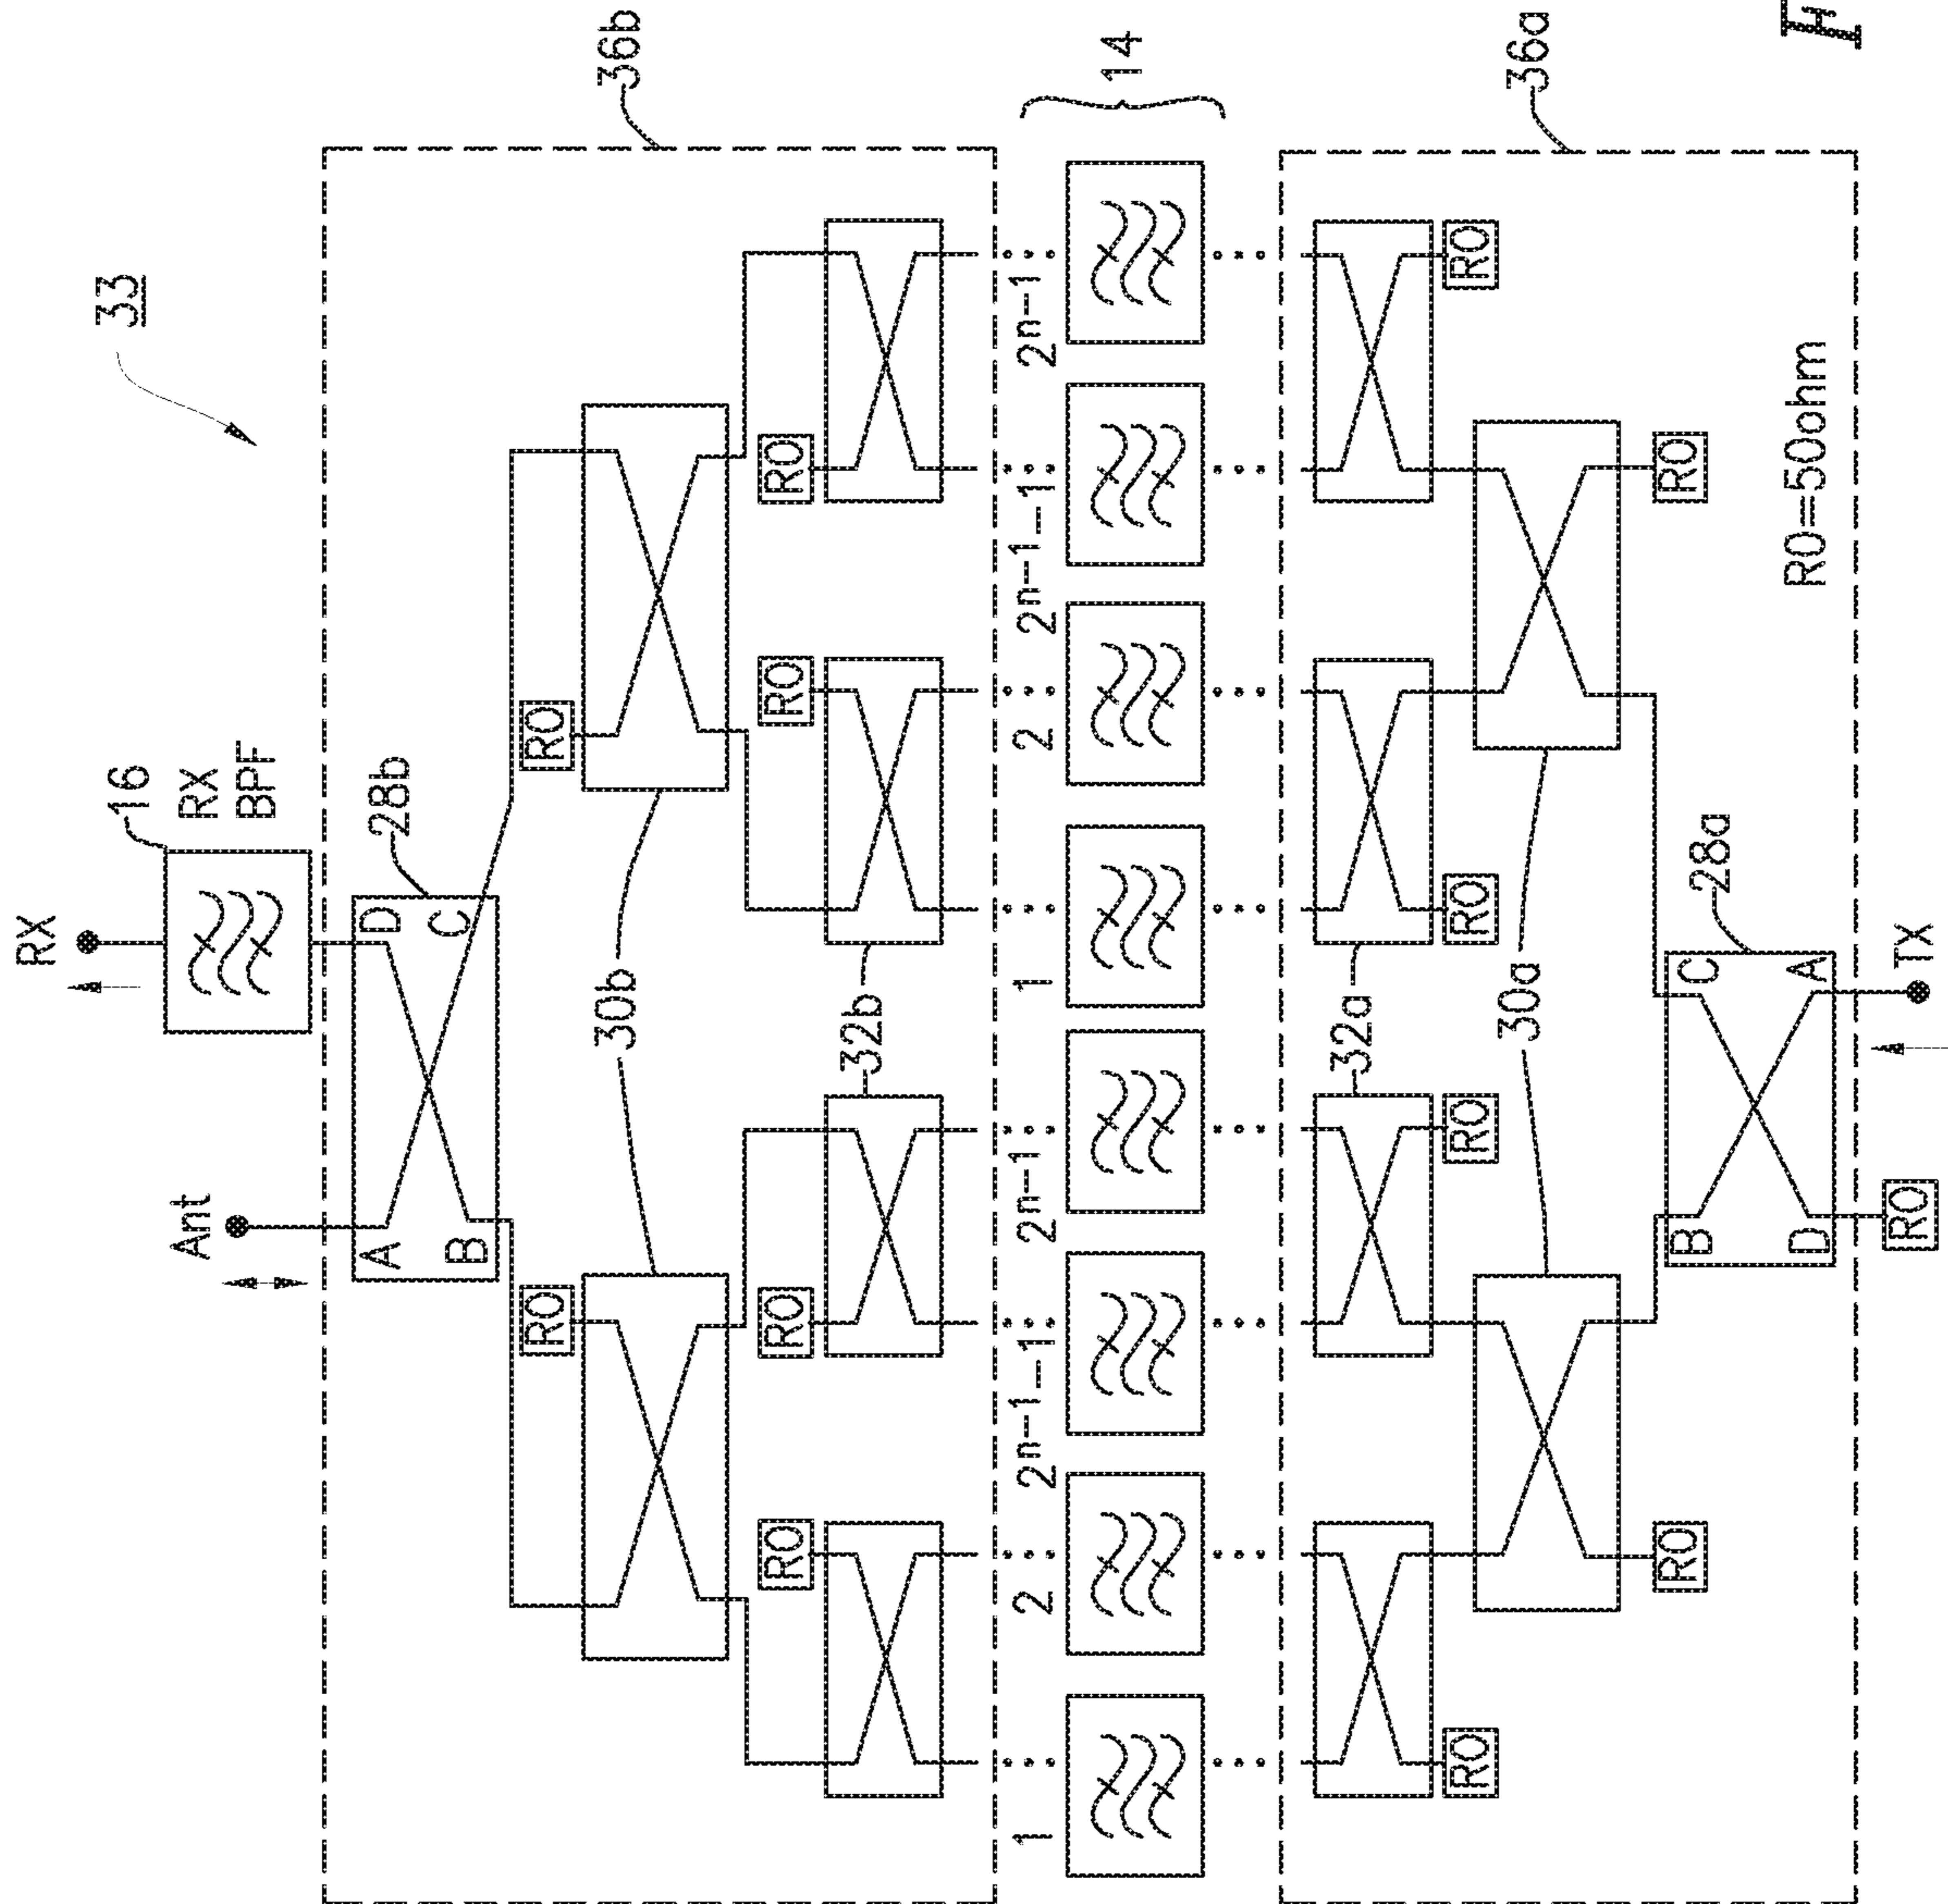 RX
33
16
Ant
RX
BPF
A D
28b
B C
RO RO
30b
36b
RO RO RO RO
32b
1 2 2n-1-1 2n-1 1 2 2n-1-1 2n-1
14
32a
RO RO RO RO
30a
36a
RO RO
B C
28a
D A
RO=50ohm
RO
TX